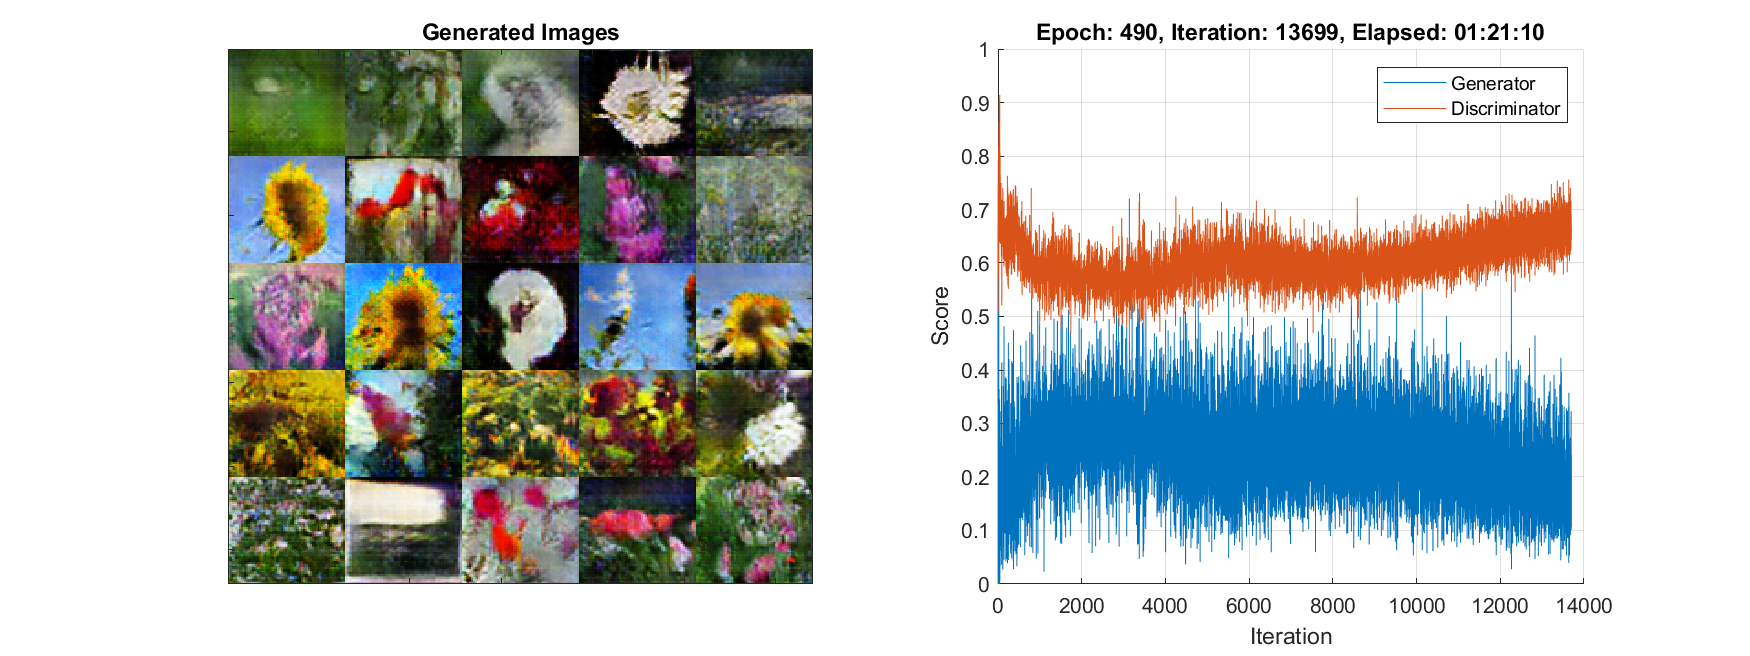 Generated Images
Epoch: 490, Iteration: 13699, Elapsed: 01:21:10
1
0.9
0.8
0.7
0.6
0.5
0.4
0.3
0.2
0.1
0
Score
Generator
Discriminator
0 2000 4000 6000 8000 10000 12000 14000
Iteration